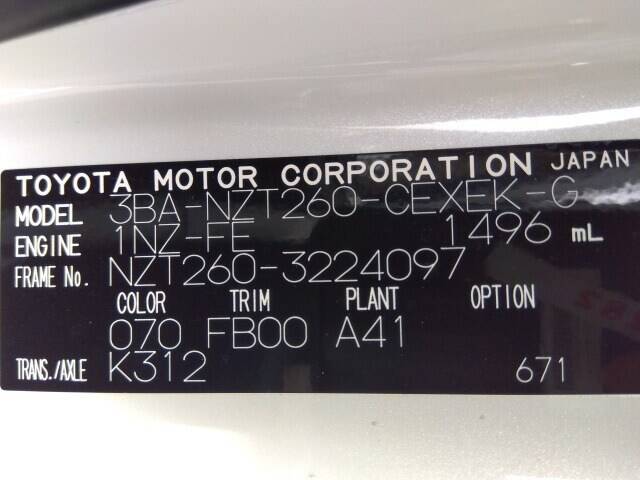 TOYOTA MOTOR CORPORATION JAPAN
MODEL 3BA-NZT260-CEXEK-G
ENGINE 1NZ-FE 1496 mL
FRAME No. NZT260-3224097
COLOR TRIM PLANT OPTION
070 FB00 A41
TRANS./AXLE K312 671